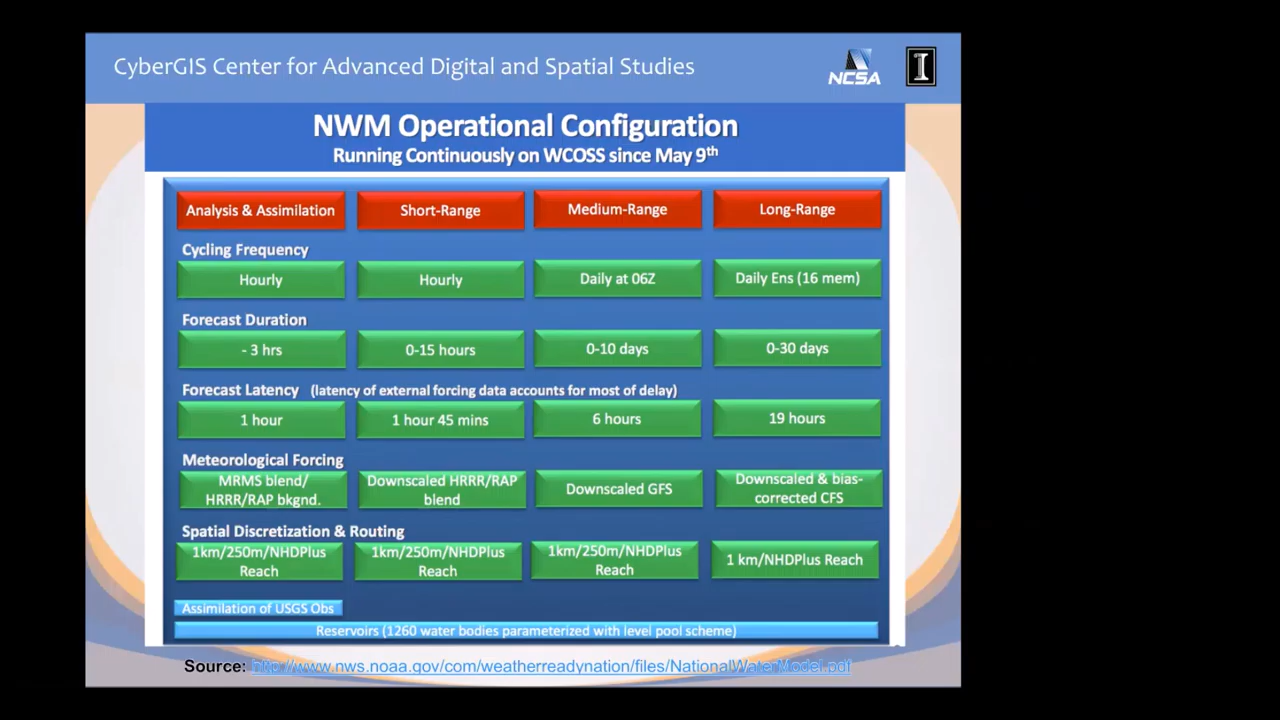 CyberGIS Center for Advanced Digital and Spatial Studies
NCSA
I
NWM Operational Configuration
Running Continuously on WCOSS since May 9th
Analysis & Assimilation Short-Range Medium-Range Long-Range
Cycling Frequency
Hourly Hourly Daily at 06Z Daily Ens (16 mem)
Forecast Duration
- 3 hrs 0-15 hours 0-10 days 0-30 days
Forecast Latency (latency of external forcing data accounts for most of delay)
1 hour 1 hour 45 mins 6 hours 19 hours
Meteorological Forcing
MRMS blend/
HRRR/RAP bkgnd.
Downscaled HRRR/RAP
blend
Downscaled GFS
Downscaled & bias-
corrected CFS
Spatial Discretization & Routing
1km/250m/NHDPlus
Reach
1km/250m/NHDPlus
Reach
1km/250m/NHDPlus
Reach
1 km/NHDPlus Reach
Assimilation of USGS Obs
Reservoirs (1260 water bodies parameterized with level pool scheme)
Source: http://www.nws.noaa.gov/com/weatherreadynation/files/NationalWaterModel.pdf